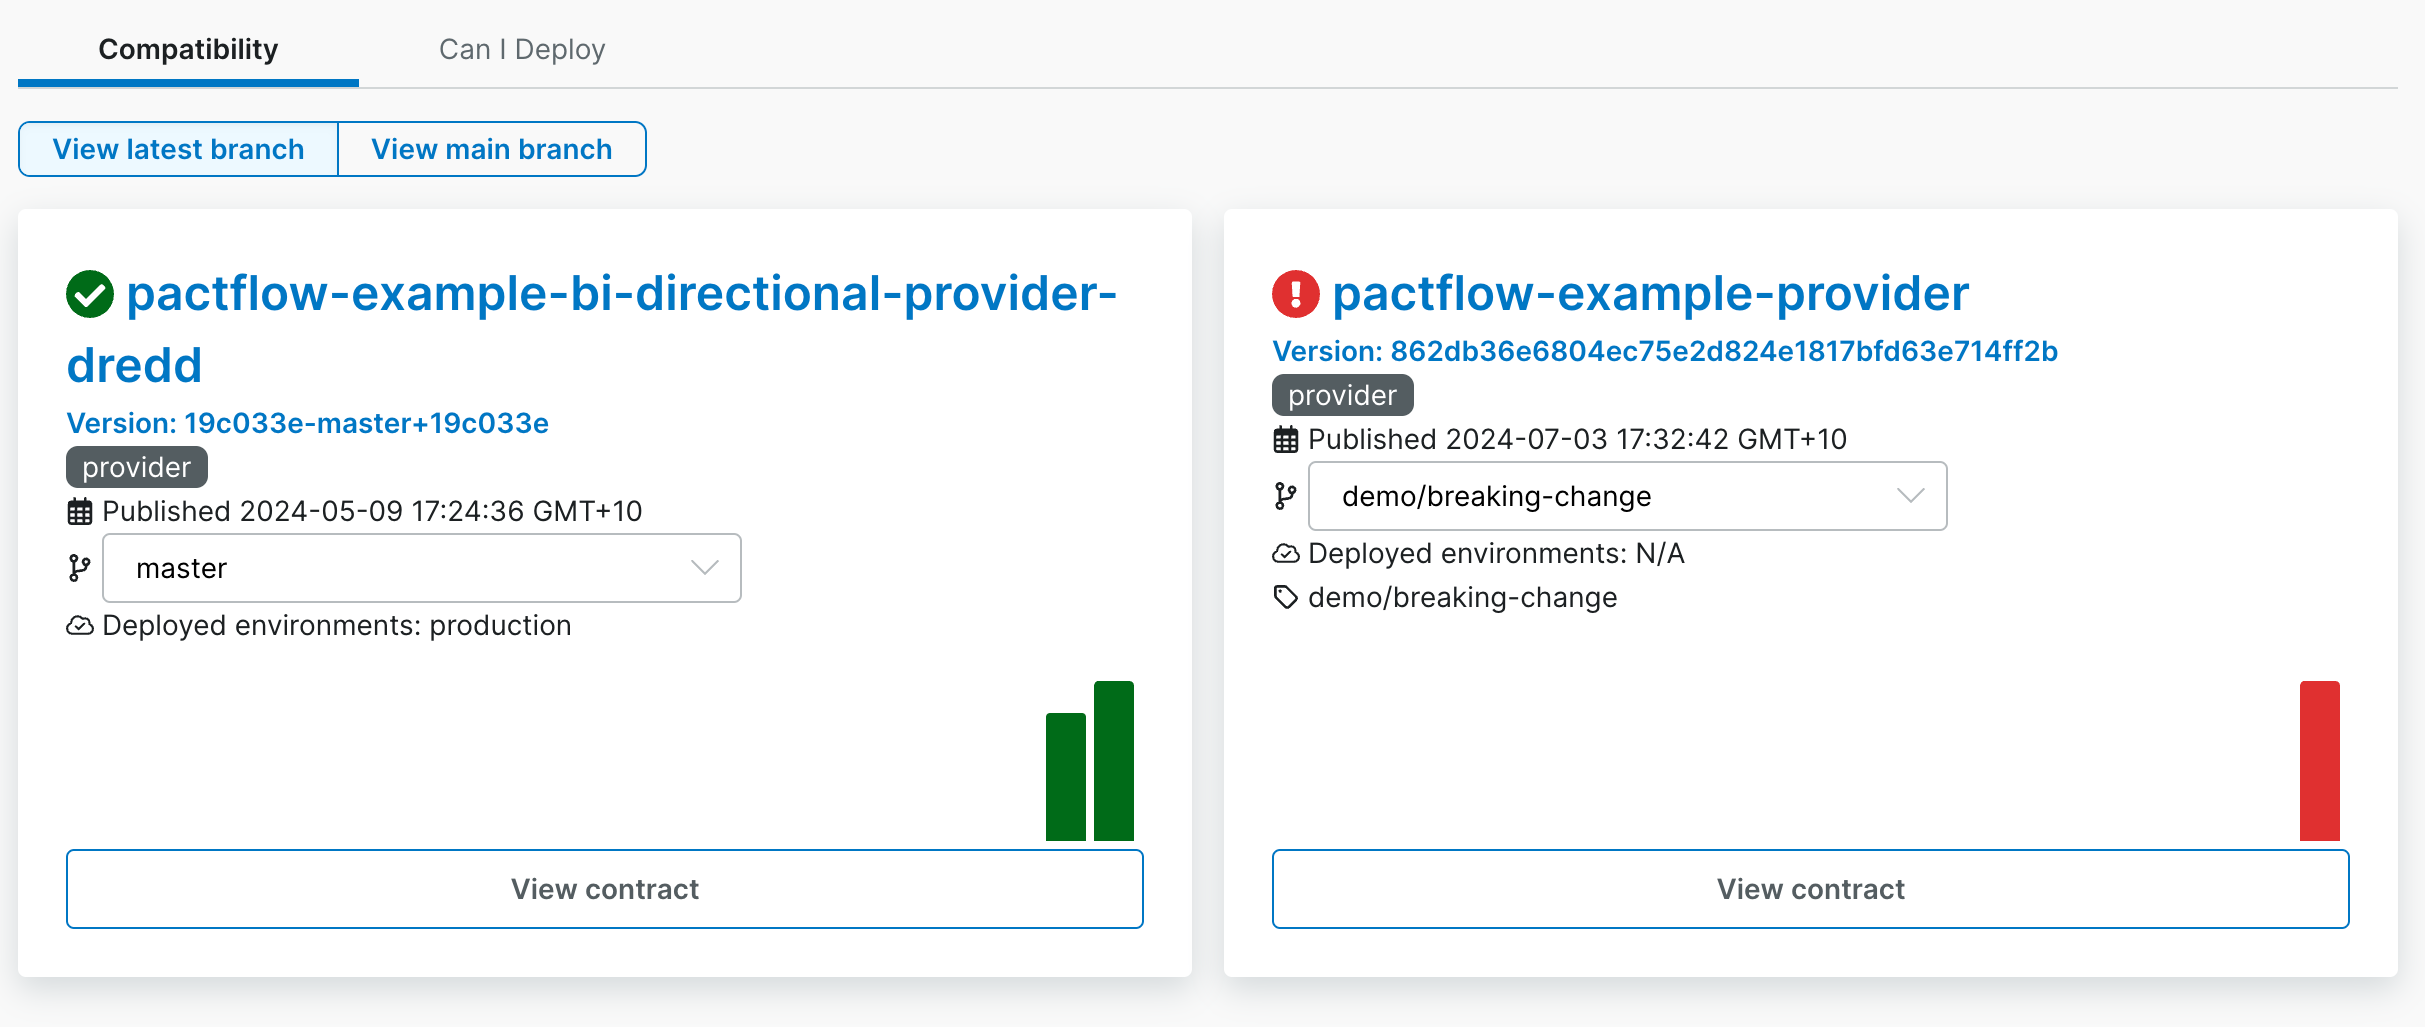 Compatibility
Can I Deploy
View latest branch
View main branch
pactflow-example-bi-directional-provider-
dredd
Version: 19c033e-master+19c033e
provider
Published 2024-05-09 17:24:36 GMT+10
master
Deployed environments: production
View contract
pactflow-example-provider
Version: 862db36e6804ec75e2d824e1817bfd63e714ff2b
provider
Published 2024-07-03 17:32:42 GMT+10
demo/breaking-change
Deployed environments: N/A
demo/breaking-change
View contract